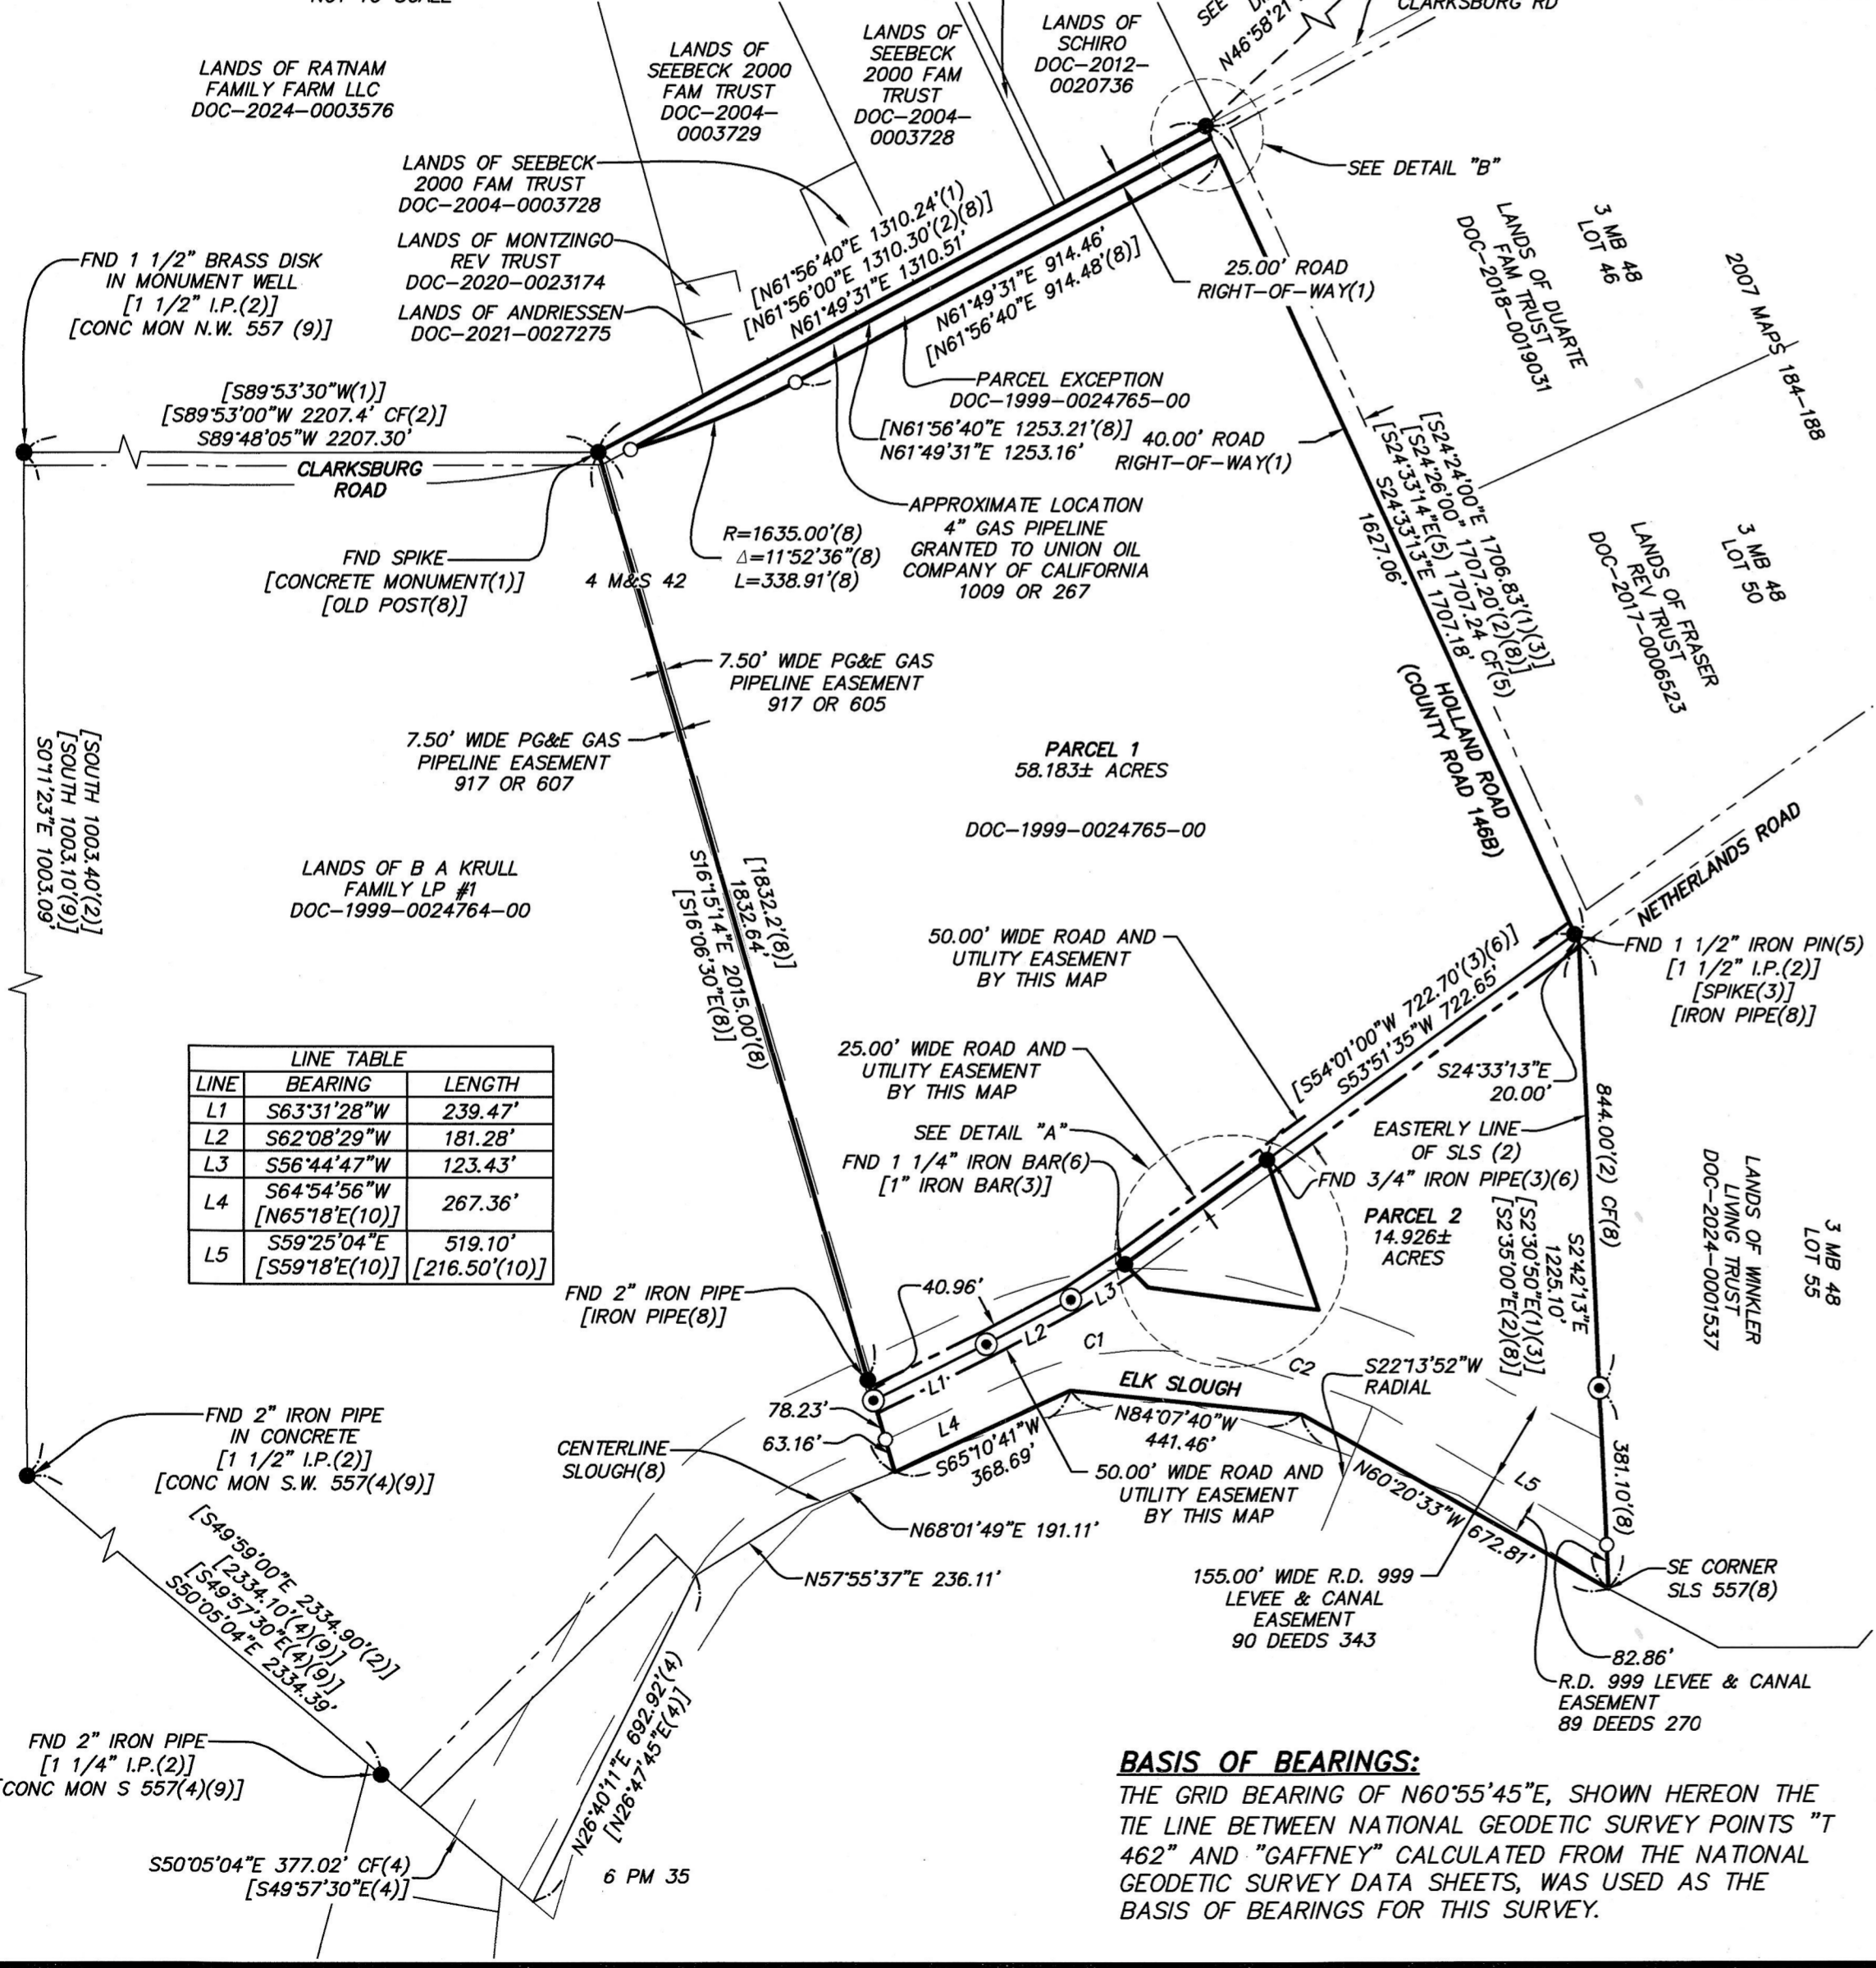 NOT TO SCALE
LANDS OF RATNAM
FAMILY FARM LLC
DOC-2024-0003576
LANDS OF
SEEBECK 2000
FAM TRUST
DOC-2004-
0003729
LANDS OF
SEEBECK
2000 FAM
TRUST
DOC-2004-
0003728
LANDS OF
SCHIRO
DOC-2012-
0020736
SEE
N46°58'21
CLARKSBURG RD
LANDS OF SEEBECK
2000 FAM TRUST
DOC-2004-0003728
LANDS OF MONTZINGO
REV TRUST
DOC-2020-0023174
LANDS OF ANDRIESSEN
DOC-2021-0027275
[N61°56'40"E 1310.24'(1)
[N61°56'00"E 1310.30'(2)(8)]
N61°49'31"E 1310.51'
N61°49'31"E 914.46'
[N61°56'40"E 914.48'(8)]
SEE DETAIL "B"
25.00' ROAD
RIGHT-OF-WAY(1)
LANDS OF DUARTE
FAM TRUST
DOC-2018-0019031
3 MB 48
LOT 46
2007 MAPS 184-188
FND 1 1/2" BRASS DISK
IN MONUMENT WELL
[1 1/2" I.P.(2)]
[CONC MON N.W. 557 (9)]
[S89°53'30"W(1)]
[S89°53'00"W 2207.4' CF(2)]
S89°48'05"W 2207.30'
CLARKSBURG
ROAD
PARCEL EXCEPTION
DOC-1999-0024765-00
[N61°56'40"E 1253.21'(8)]
N61°49'31"E 1253.16'
40.00' ROAD
RIGHT-OF-WAY(1)
APPROXIMATE LOCATION
4" GAS PIPELINE
GRANTED TO UNION OIL
COMPANY OF CALIFORNIA
1009 OR 267
R=1635.00'(8)
Δ=11°52'36"(8)
L=338.91'(8)
FND SPIKE
[CONCRETE MONUMENT(1)]
[OLD POST(8)]
4 M&S 42
[S24°24'00"E 1706.83'(1)(3)]
[S24°26'00" 1707.20'(2)(8)]
[S24°33'14"E(5) 1707.24 CF(5)
S24°33'13"E 1707.18'
1627.06'
LANDS OF FRASER
REV TRUST
DOC-2017-0006523
3 MB 48
LOT 50
HOLLAND ROAD
(COUNTY ROAD 146B)
7.50' WIDE PG&E GAS
PIPELINE EASEMENT
917 OR 605
7.50' WIDE PG&E GAS
PIPELINE EASEMENT
917 OR 607
PARCEL 1
58.183± ACRES
DOC-1999-0024765-00
[SOUTH 1003.40'(2)]
[SOUTH 1003.10'(9)]
S0°11'23"E 1003.09'
LANDS OF B A KRULL
FAMILY LP #1
DOC-1999-0024764-00
[1832.2'(8)]
1832.64'
S16°15'14"E 2015.00'(8)
[S16°06'30"E(8)]
NETHERLANDS ROAD
50.00' WIDE ROAD AND
UTILITY EASEMENT
BY THIS MAP
[S54°01'00"W 722.70'(3)(6)]
S53°51'35"W 722.65'
FND 1 1/2" IRON PIN(5)
[1 1/2" I.P.(2)]
[SPIKE(3)]
[IRON PIPE(8)]
LINE TABLE
LINE BEARING LENGTH
L1 S63°31'28"W 239.47'
L2 S62°08'29"W 181.28'
L3 S56°44'47"W 123.43'
L4 S64°54'56"W 267.36'
[N65°18'E(10)]
L5 S59°25'04"E 519.10'
[S59°18'E(10)] [216.50'(10)]
25.00' WIDE ROAD AND
UTILITY EASEMENT
BY THIS MAP
S24°33'13"E
20.00'
SEE DETAIL "A"
FND 1 1/4" IRON BAR(6)
[1" IRON BAR(3)]
EASTERLY LINE
OF SLS (2)
FND 3/4" IRON PIPE(3)(6)
844.00'(2) CF(8)
PARCEL 2
14.926±
ACRES
S2°42'13"E
1225.10'
[S2°30'50"E(1)(3)]
[S2°35'00"E(2)(8)]
LANDS OF WINKLER
LIVING TRUST
DOC-2024-0001537
3 MB 48
LOT 55
FND 2" IRON PIPE
[IRON PIPE(8)]
40.96'
L3
L2
L1
C1
C2
S22°13'52"W
RADIAL
ELK SLOUGH
N84°07'40"W
441.46'
78.23'
63.16'
L4
S65°10'41"W
368.69'
FND 2" IRON PIPE
IN CONCRETE
[1 1/2" I.P.(2)]
[CONC MON S.W. 557(4)(9)]
CENTERLINE
SLOUGH(8)
50.00' WIDE ROAD AND
UTILITY EASEMENT
BY THIS MAP
N60°20'33"W 672.81'
L5
381.10'(8)
N68°01'49"E 191.11'
N57°55'37"E 236.11'
155.00' WIDE R.D. 999
LEVEE & CANAL
EASEMENT
90 DEEDS 343
SE CORNER
SLS 557(8)
82.86'
R.D. 999 LEVEE & CANAL
EASEMENT
89 DEEDS 270
[S49°59'00"E 2334.90'(2)]
[2334.10'(4)(9)]
[S49°57'30"E(4)(9)]
S50°05'04"E 2334.39'
FND 2" IRON PIPE
[1 1/4" I.P.(2)]
CONC MON S 557(4)(9)]
N26°40'11"E 692.92'(4)
[N26°47'45"E(4)]
S50°05'04"E 377.02' CF(4)
[S49°57'30"E(4)]
6 PM 35
BASIS OF BEARINGS:
THE GRID BEARING OF N60°55'45"E, SHOWN HEREON THE
TIE LINE BETWEEN NATIONAL GEODETIC SURVEY POINTS "T
462" AND "GAFFNEY" CALCULATED FROM THE NATIONAL
GEODETIC SURVEY DATA SHEETS, WAS USED AS THE
BASIS OF BEARINGS FOR THIS SURVEY.